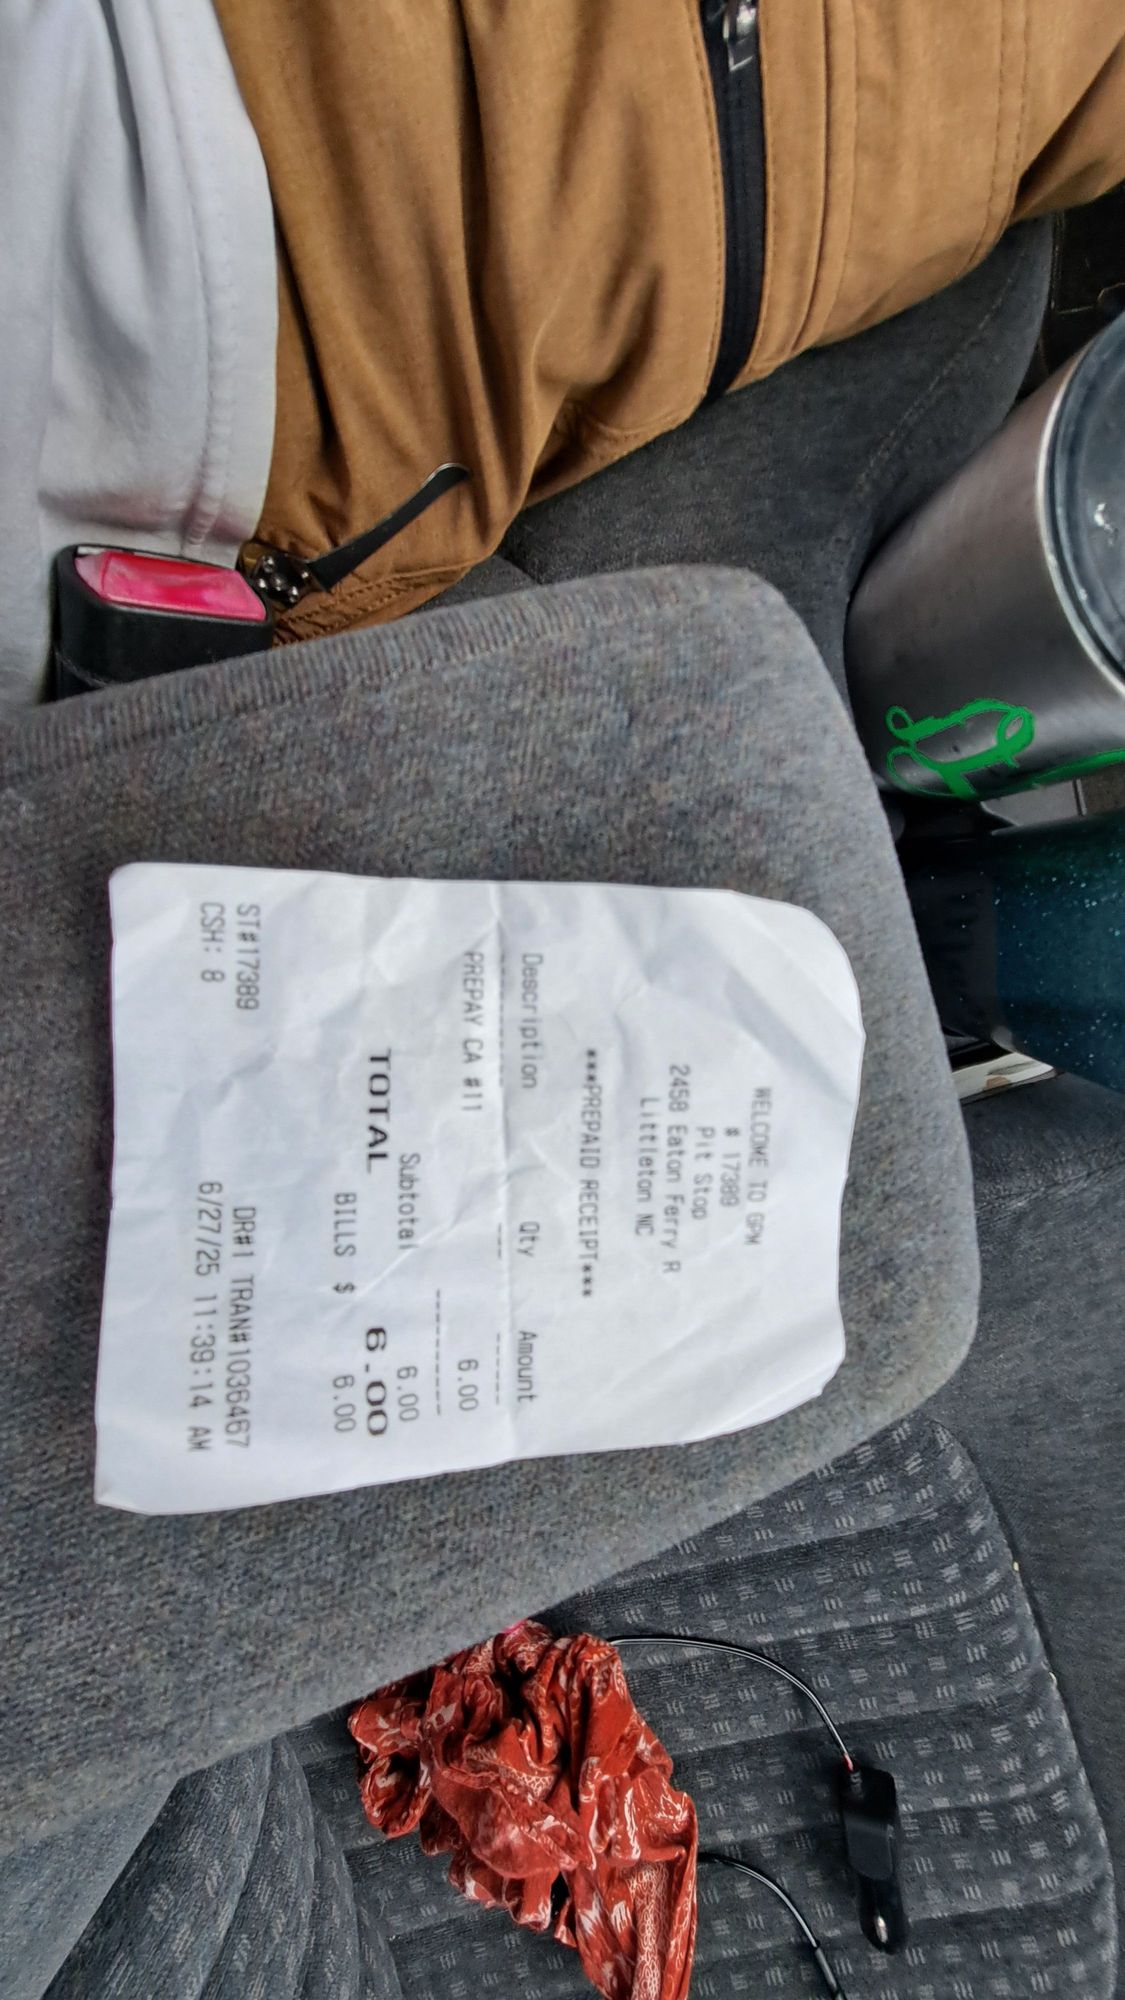 WELCOME TO GPM
# 17389
Pit Stop
2458 Eaton Ferry R
Littleton NC
***PREPAID RECEIPT***
Description Qty Amount
PREPAY CA #11 6.00
Subtotal 6.00
TOTAL 6.00
BILLS $ 6.00
ST#17389 DR#1 TRAN#1036467
CSH: 8 6/27/25 11:39:14 AM